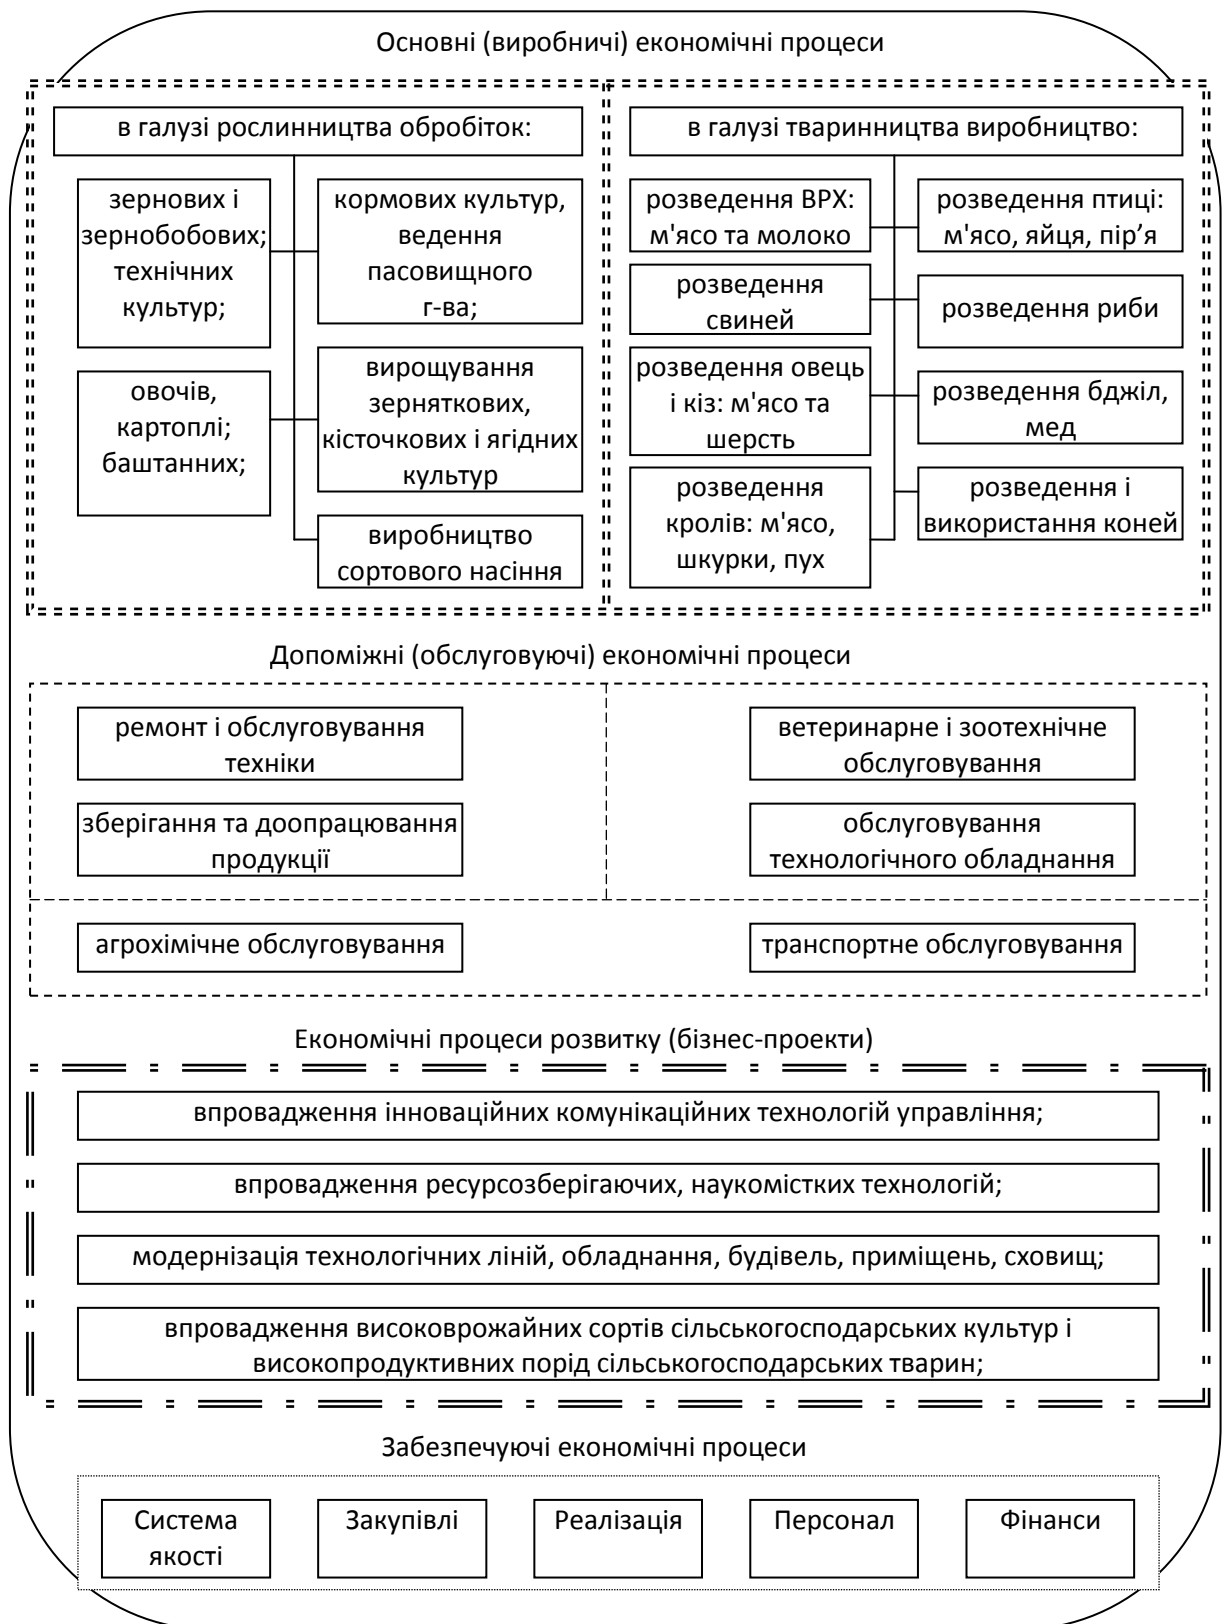 Основні (виробничі) економічні процеси
в галузі рослинництва обробіток:
зернових і
зернобобових;
технічних
культур;
кормових культур,
ведення
пасовищного
г-ва;
овочів,
картоплі;
баштанних;
вирощування
зерняткових,
кісточкових і ягідних
культур
виробництво
сортового насіння
в галузі тваринництва виробництво:
розведення ВРХ:
м'ясо та молоко
розведення птиці:
м'ясо, яйця, пір’я
розведення
свиней
розведення риби
розведення овець
і кіз: м'ясо та
шерсть
розведення бджіл,
мед
розведення
кролів: м'ясо,
шкурки, пух
розведення і
використання коней
Допоміжні (обслуговуючі) економічні процеси
ремонт і обслуговування
техніки
ветеринарне і зоотехнічне
обслуговування
зберігання та доопрацювання
продукції
обслуговування
технологічного обладнання
агрохімічне обслуговування
транспортне обслуговування
Економічні процеси розвитку (бізнес-проекти)
впровадження інноваційних комунікаційних технологій управління;
впровадження ресурсозберігаючих, наукомістких технологій;
модернізація технологічних ліній, обладнання, будівель, приміщень, сховищ;
впровадження високоврожайних сортів сільськогосподарських культур і
високопродуктивних порід сільськогосподарських тварин;
Забезпечуючі економічні процеси
Система
якості
Закупівлі
Реалізація
Персонал
Фінанси